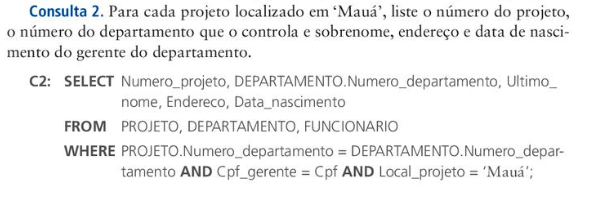 Consulta 2. Para cada projeto localizado em ‘Mauá’, liste o número do projeto,
o número do departamento que o controla e sobrenome, endereço e data de nasci-
mento do gerente do departamento.
C2: SELECT Numero_projeto, DEPARTAMENTO.Numero_departamento, Ultimo_
nome, Endereco, Data_nascimento
FROM PROJETO, DEPARTAMENTO, FUNCIONARIO
WHERE PROJETO.Numero_departamento = DEPARTAMENTO.Numero_depar-
tamento AND Cpf_gerente = Cpf AND Local_projeto = ‘Mauá’;